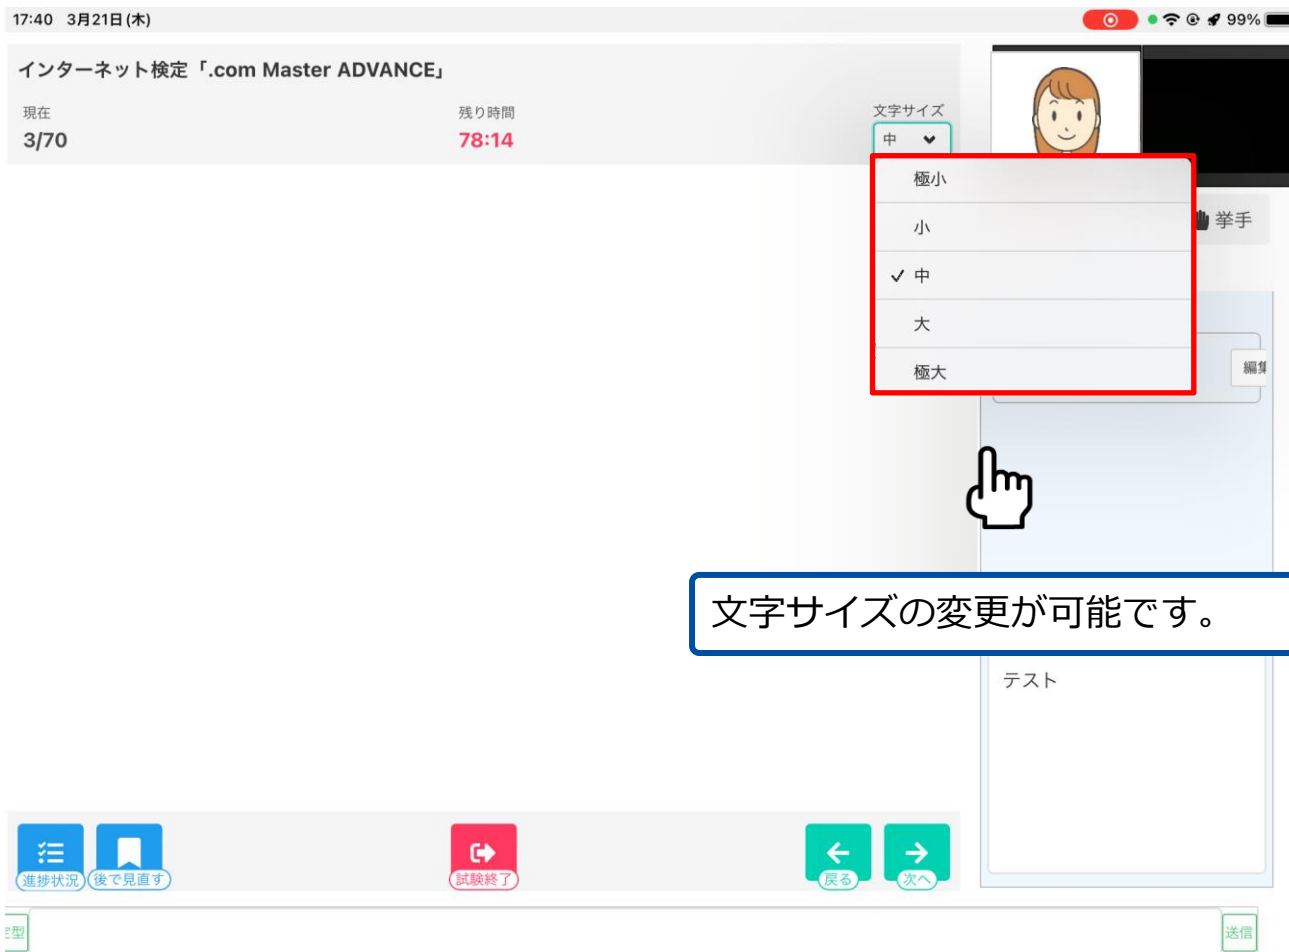 17:40 3月21日(木)
99%
インターネット検定「.com Master ADVANCE」
現在
残り時間
文字サイズ
3/70
78:14
中
極小
小
中
大
極大
挙手
編集
文字サイズの変更が可能です。
テスト
進捗状況
後で見直す
試験終了
戻る
次へ
型
送信